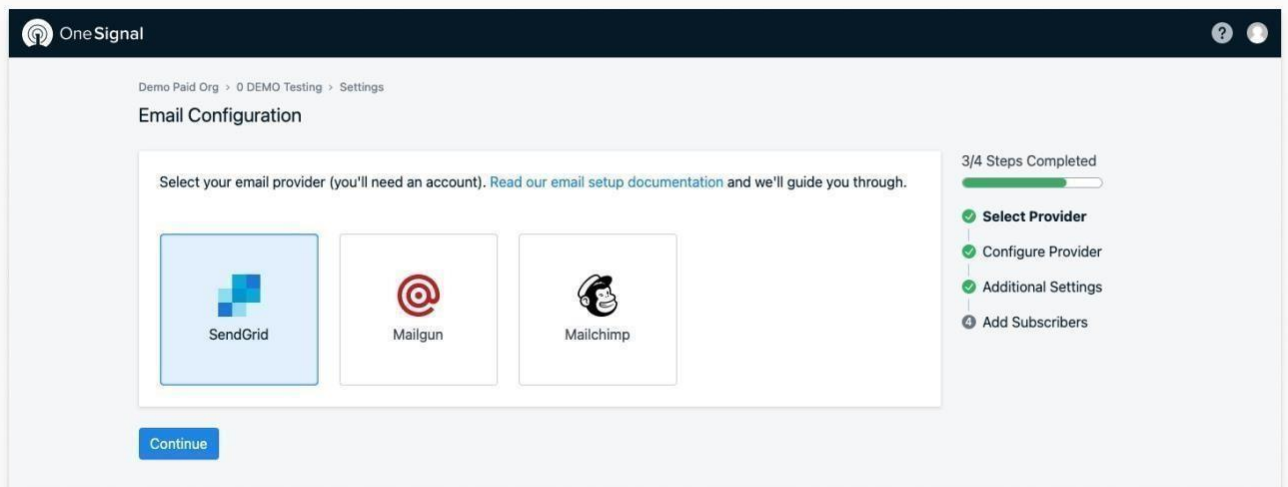 OneSignal
?
Demo Paid Org > 0 DEMO Testing > Settings
Email Configuration
Select your email provider (you'll need an account). Read our email setup documentation and we'll guide you through.
SendGrid
Mailgun
Mailchimp
Continue
3/4 Steps Completed
Select Provider
Configure Provider
Additional Settings
4 Add Subscribers